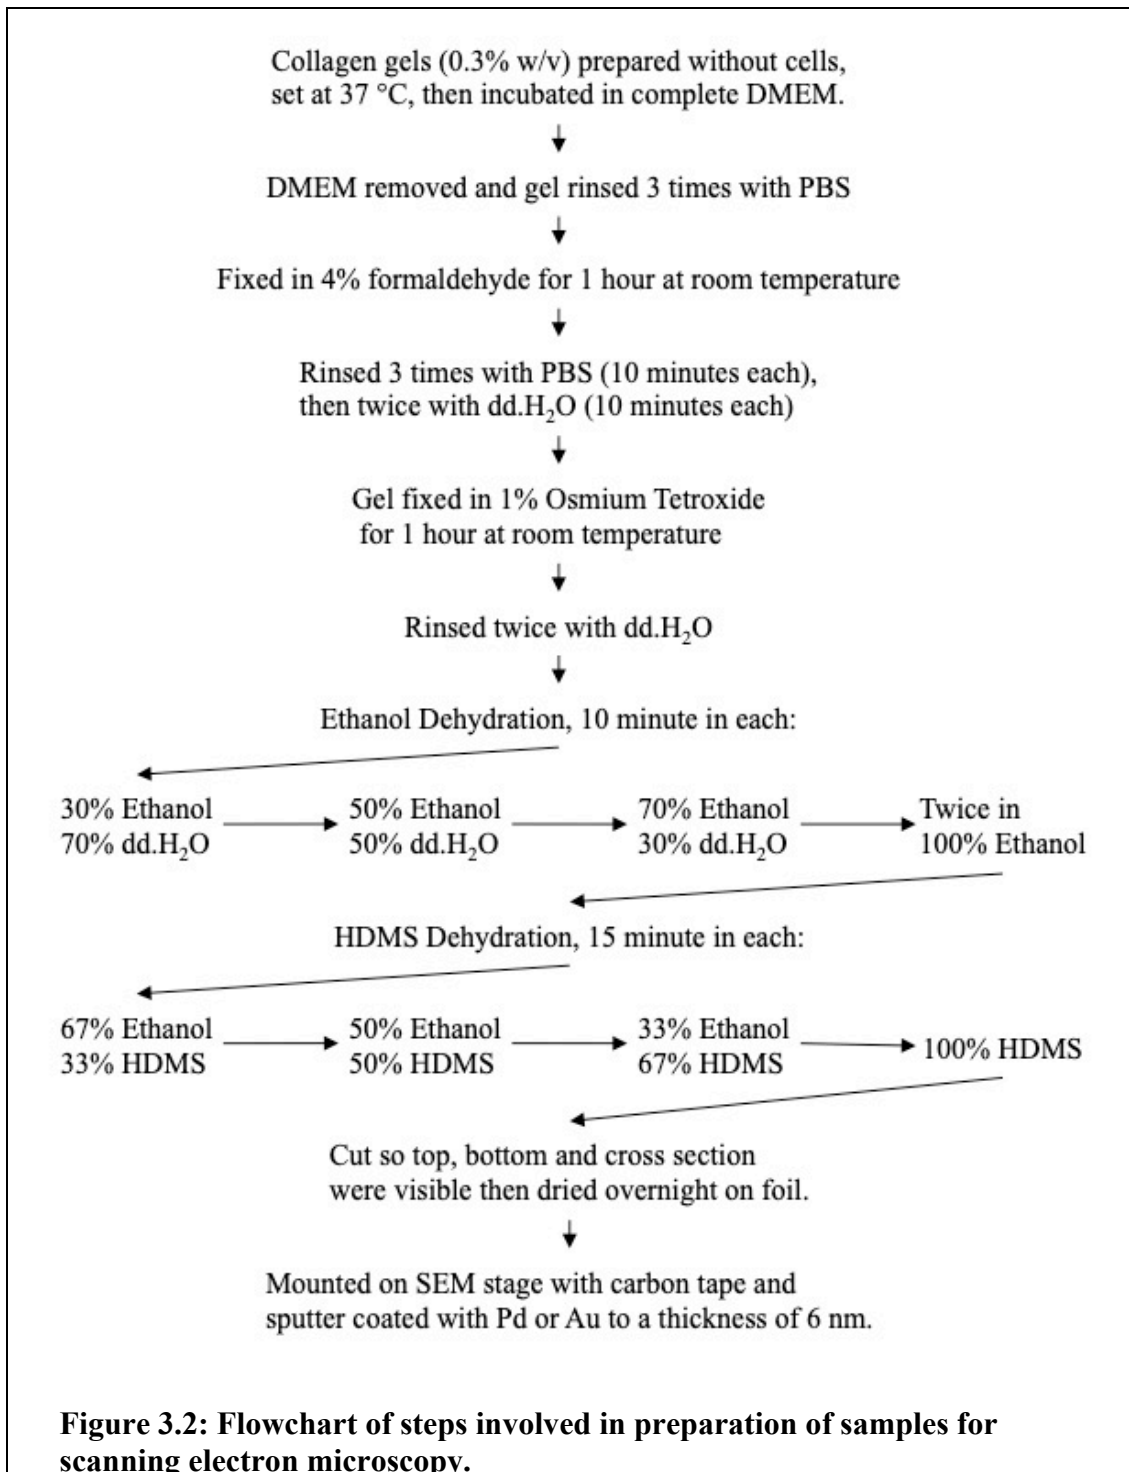 Collagen gels (0.3% w/v) prepared without cells,
set at 37 °C, then incubated in complete DMEM.
DMEM removed and gel rinsed 3 times with PBS
Fixed in 4% formaldehyde for 1 hour at room temperature
Rinsed 3 times with PBS (10 minutes each),
then twice with dd.H₂O (10 minutes each)
Gel fixed in 1% Osmium Tetroxide
for 1 hour at room temperature
Rinsed twice with dd.H₂O
Ethanol Dehydration, 10 minute in each:
30% Ethanol
70% dd.H₂O
50% Ethanol
50% dd.H₂O
70% Ethanol
30% dd.H₂O
Twice in
100% Ethanol
HDMS Dehydration, 15 minute in each:
67% Ethanol
33% HDMS
50% Ethanol
50% HDMS
33% Ethanol
67% HDMS
100% HDMS
Cut so top, bottom and cross section
were visible then dried overnight on foil.
Mounted on SEM stage with carbon tape and
sputter coated with Pd or Au to a thickness of 6 nm.
Figure 3.2: Flowchart of steps involved in preparation of samples for
scanning electron microscopy.